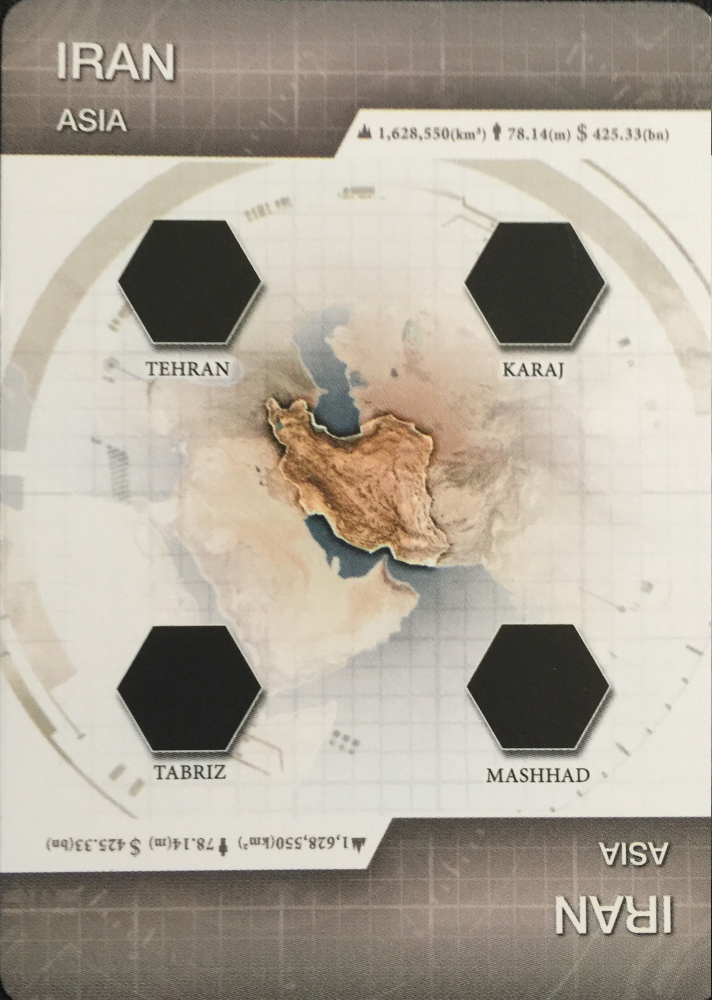 IRAN
ASIA
1,628,550(km²) 78.14(m) $ 425.33(bn)
TEHRAN
KARAJ
TABRIZ
MASHHAD
1,628,550(km²) 78.14(m) $ 425.33(bn)
ASIA
IRAN